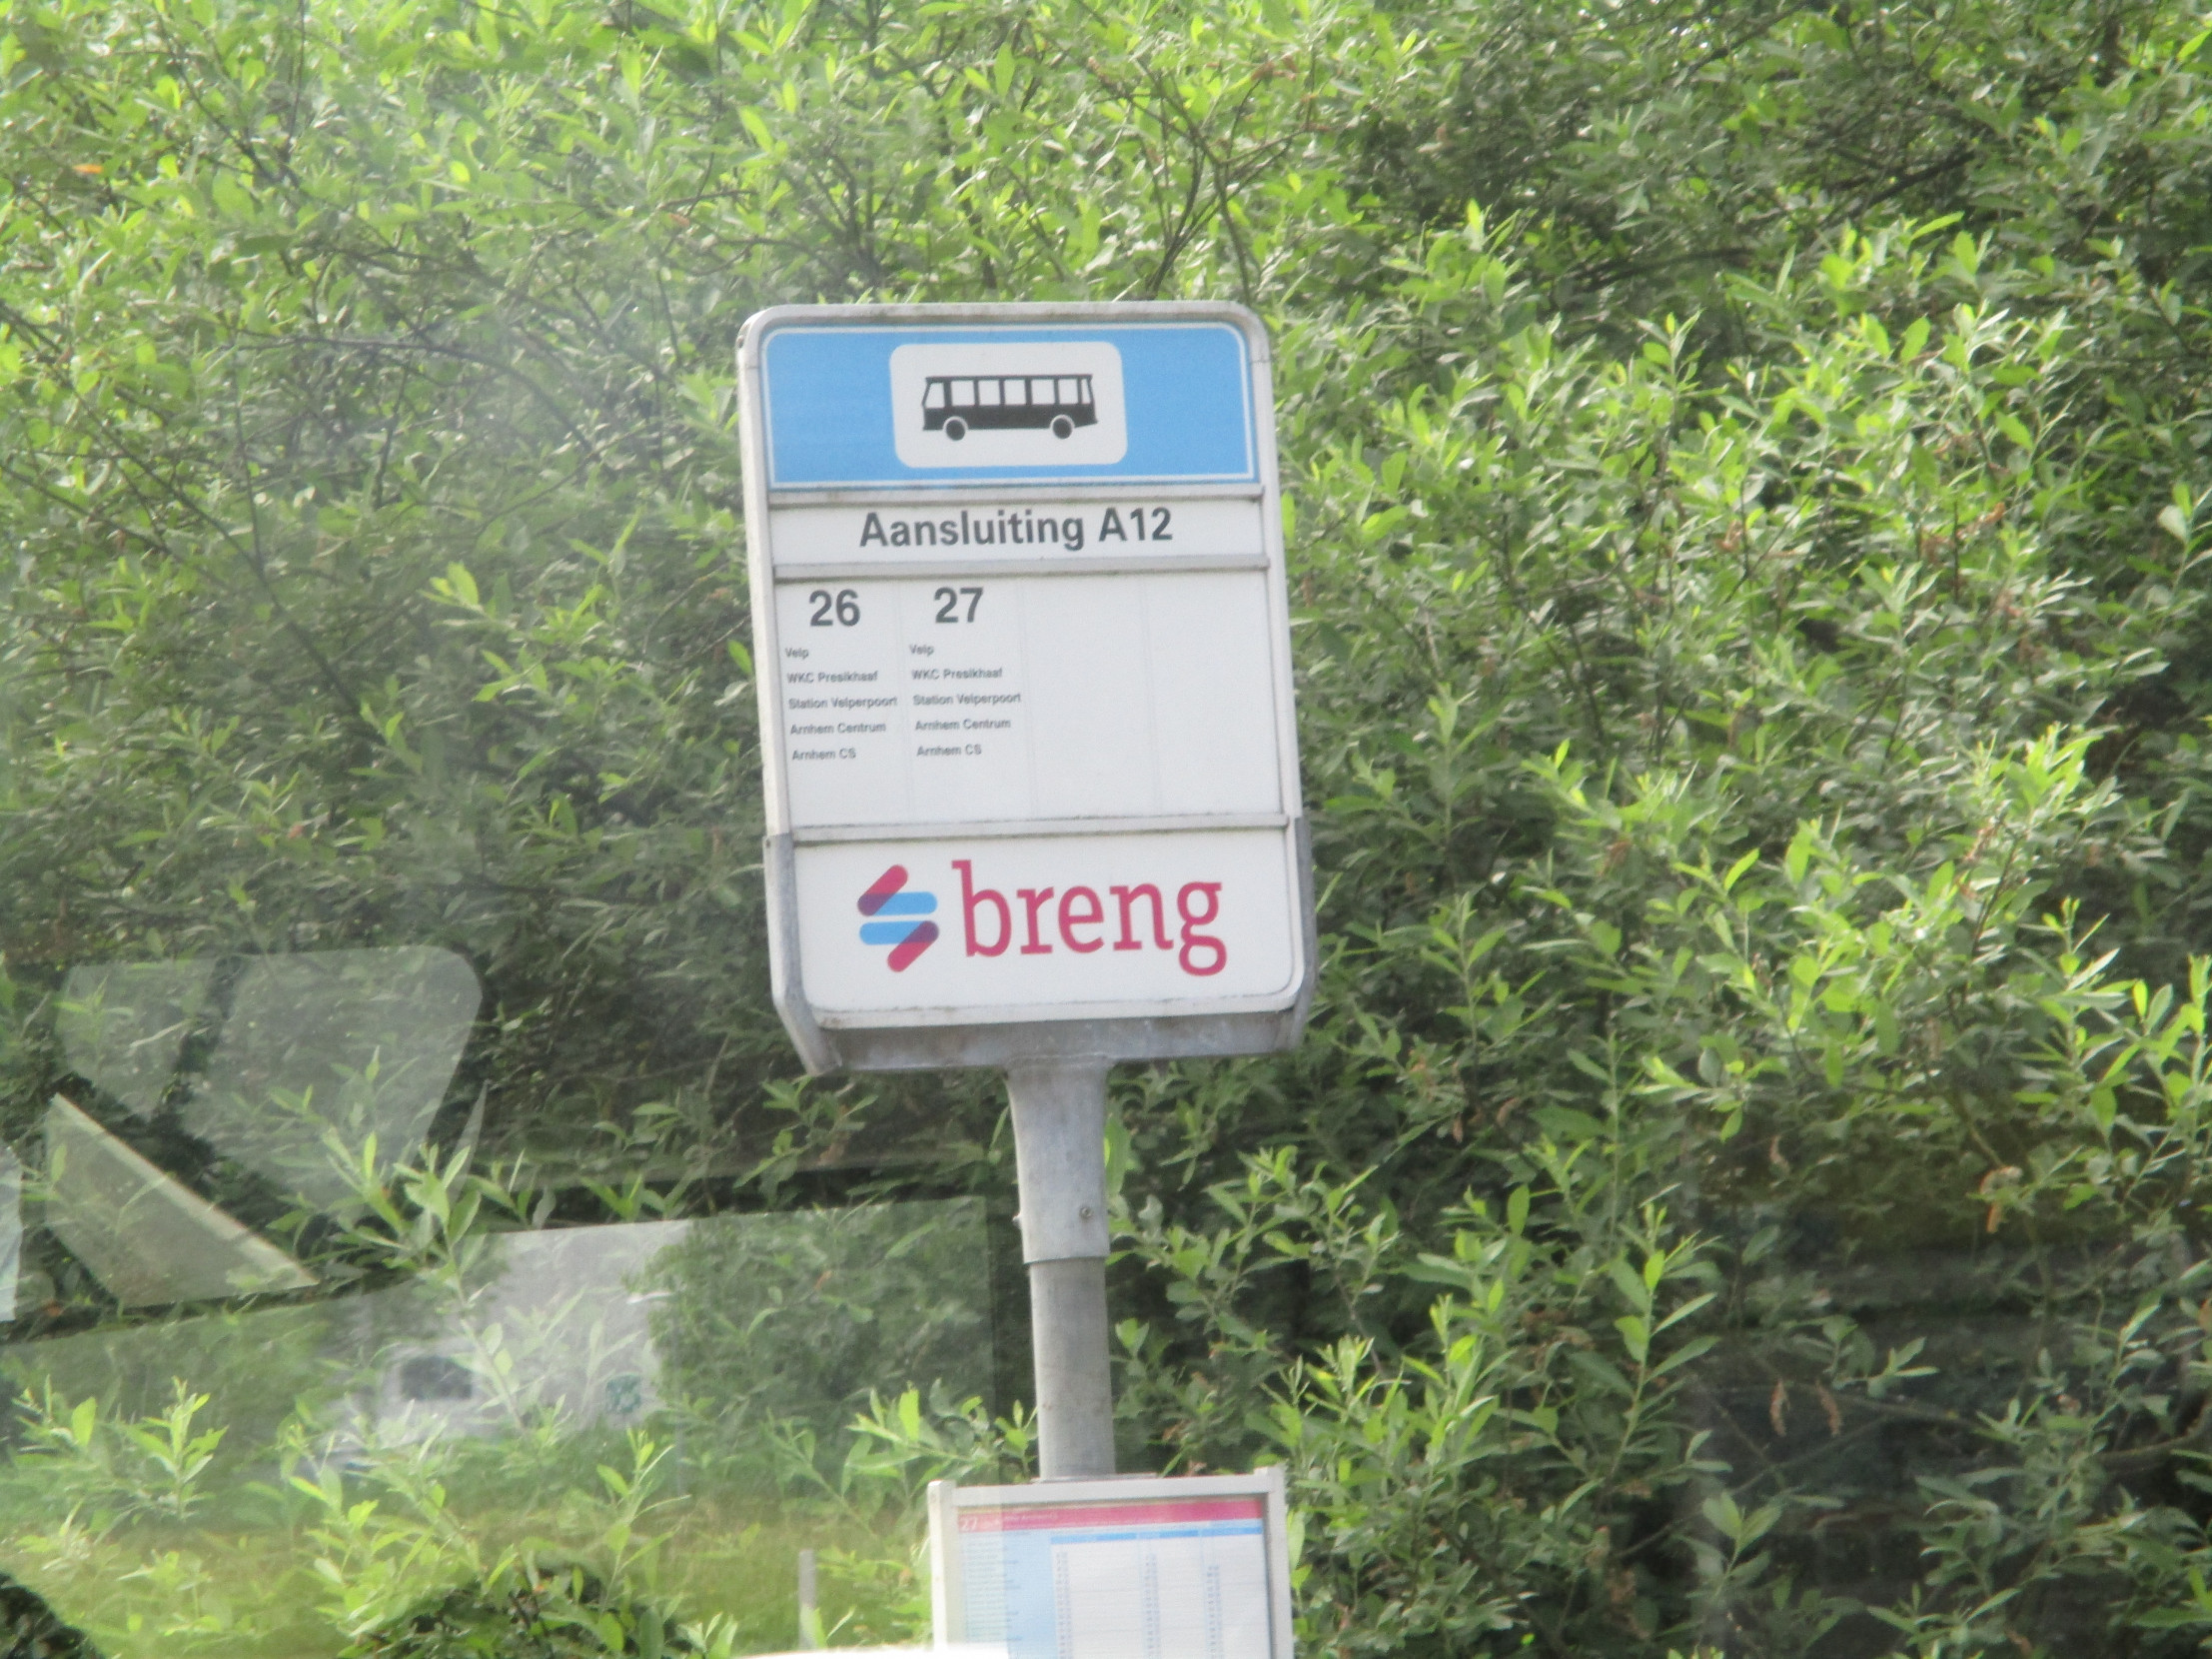 Aansluiting A12
26 27
Velp Velp
WKC Presikhaaf WKC Presikhaaf
Station Velperpoort Station Velperpoort
Arnhem Centrum Arnhem Centrum
Arnhem CS Arnhem CS
breng
27